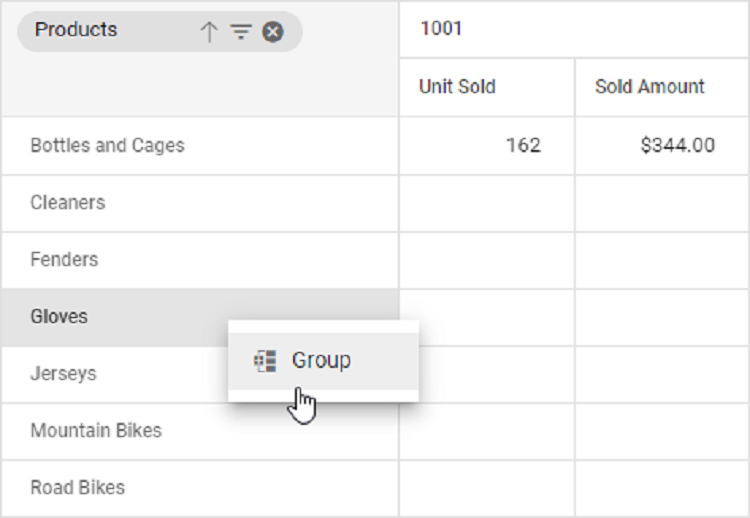 Products
1001
Unit Sold
Sold Amount
Bottles and Cages
162
$344.00
Cleaners
Fenders
Gloves
Group
Jerseys
Mountain Bikes
Road Bikes